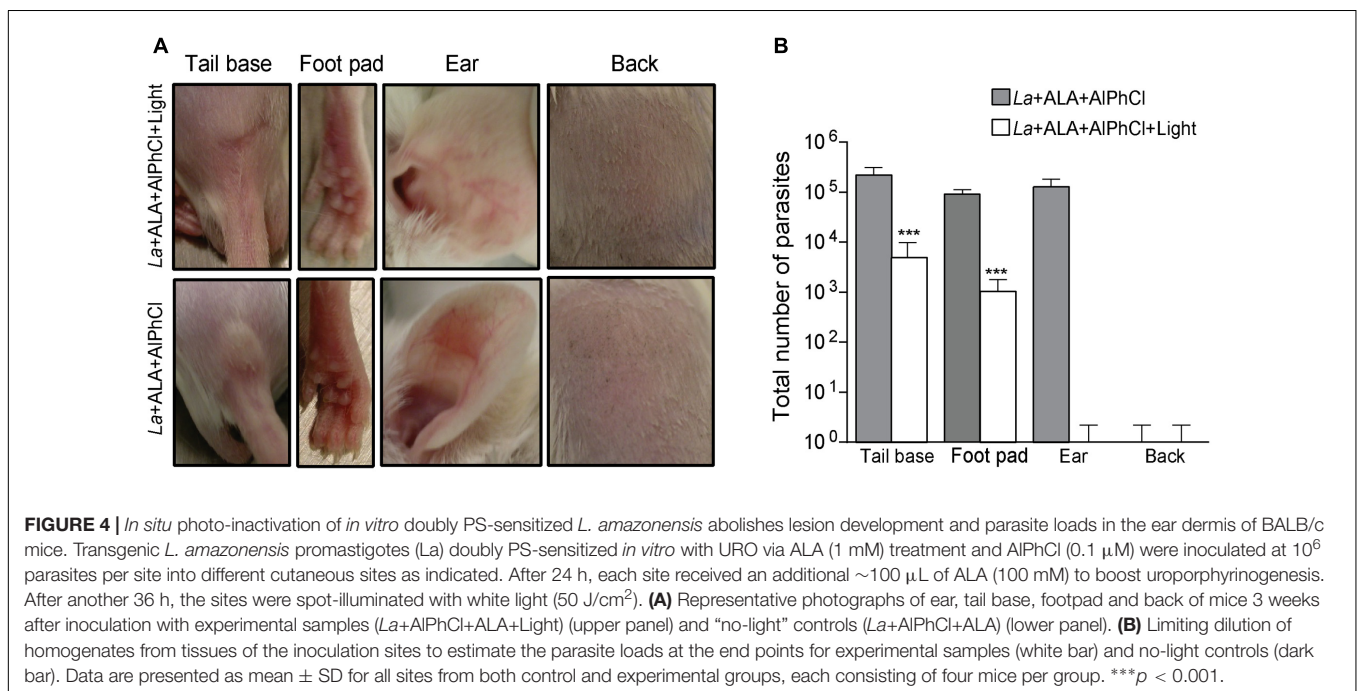 A
Tail base Foot pad Ear Back
La+ALA+AlPhCl+Light
La+ALA+AlPhCl
B
La+ALA+AlPhCl
La+ALA+AlPhCl+Light
Total number of parasites
10⁶
10⁵
10⁴
10³
10²
10¹
10⁰
***
***
Tail base Foot pad Ear Back
FIGURE 4 | In situ photo-inactivation of in vitro doubly PS-sensitized L. amazonensis abolishes lesion development and parasite loads in the ear dermis of BALB/c
mice. Transgenic L. amazonensis promastigotes (La) doubly PS-sensitized in vitro with URO via ALA (1 mM) treatment and AlPhCl (0.1 μM) were inoculated at 10⁶
parasites per site into different cutaneous sites as indicated. After 24 h, each site received an additional ∼100 μL of ALA (100 mM) to boost uroporphyrinogenesis.
After another 36 h, the sites were spot-illuminated with white light (50 J/cm²). (A) Representative photographs of ear, tail base, footpad and back of mice 3 weeks
after inoculation with experimental samples (La+AlPhCl+ALA+Light) (upper panel) and “no-light” controls (La+AlPhCl+ALA) (lower panel). (B) Limiting dilution of
homogenates from tissues of the inoculation sites to estimate the parasite loads at the end points for experimental samples (white bar) and no-light controls (dark
bar). Data are presented as mean ± SD for all sites from both control and experimental groups, each consisting of four mice per group. ***p < 0.001.